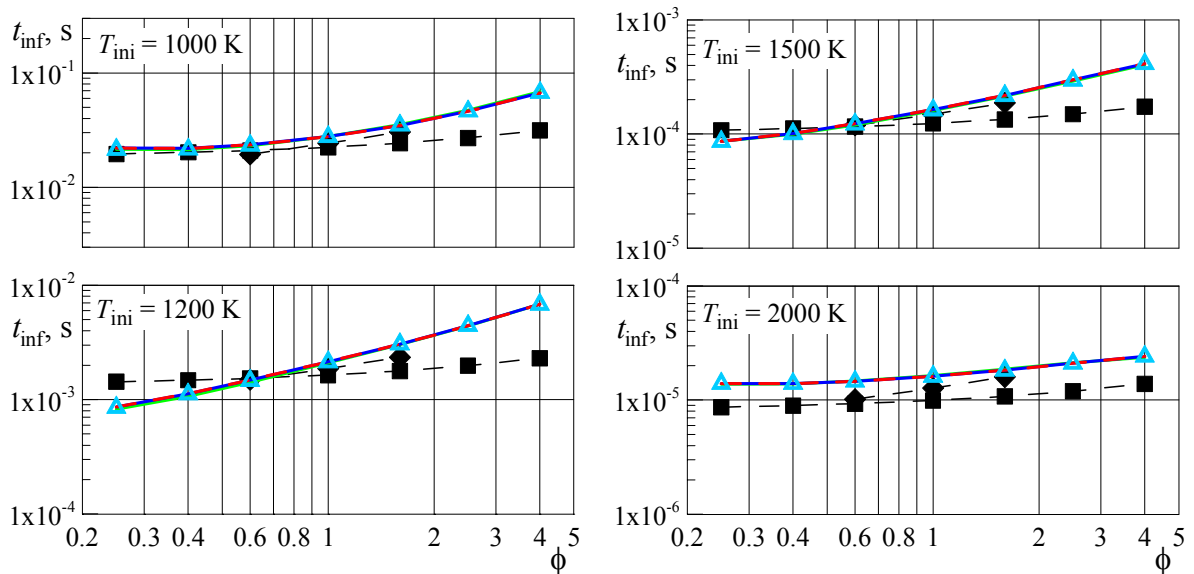 t_inf, s
T_ini = 1000 K
1x10^-1
1x10^-2
1x10^-3
t_inf, s
T_ini = 1500 K
1x10^-4
1x10^-5
1x10^-2
t_inf, s
T_ini = 1200 K
1x10^-3
1x10^-4
0.2 0.3 0.4 0.6 0.8 1 2 3 4 5
ϕ
1x10^-4
t_inf, s
T_ini = 2000 K
1x10^-5
1x10^-6
0.2 0.3 0.4 0.6 0.8 1 2 3 4 5
ϕ